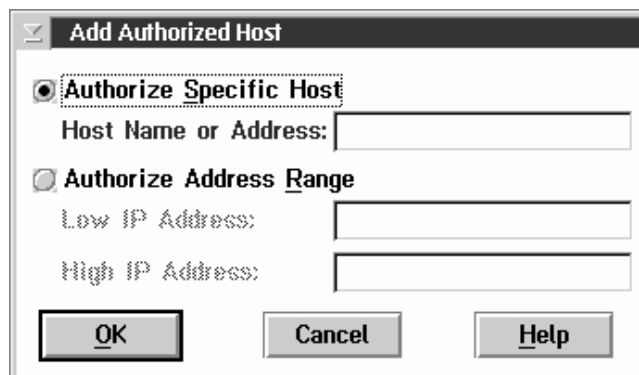 Add Authorized Host
Authorize Specific Host
Host Name or Address:
Authorize Address Range
Low IP Address:
High IP Address:
OK Cancel Help